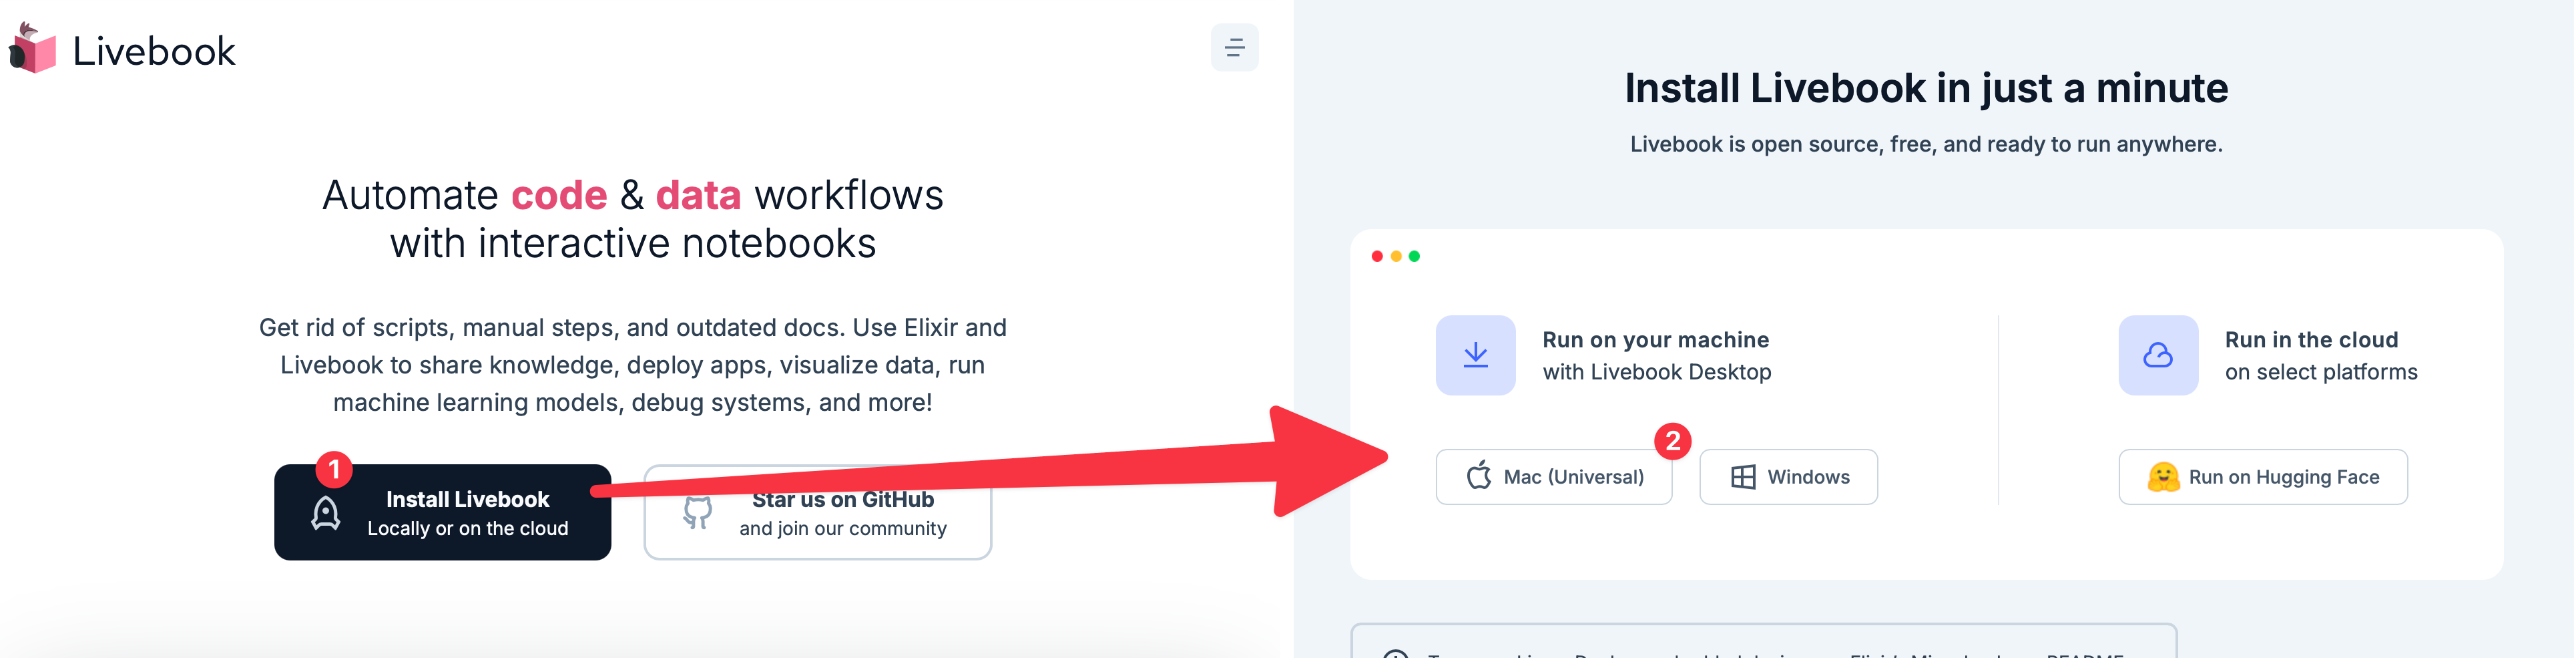 Livebook
Automate code & data workflows
with interactive notebooks
Get rid of scripts, manual steps, and outdated docs. Use Elixir and
Livebook to share knowledge, deploy apps, visualize data, run
machine learning models, debug systems, and more!
1
Install Livebook
Locally or on the cloud
Star us on GitHub
and join our community
Install Livebook in just a minute
Livebook is open source, free, and ready to run anywhere.
Run on your machine
with Livebook Desktop
2
Mac (Universal)
Windows
Run in the cloud
on select platforms
Run on Hugging Face